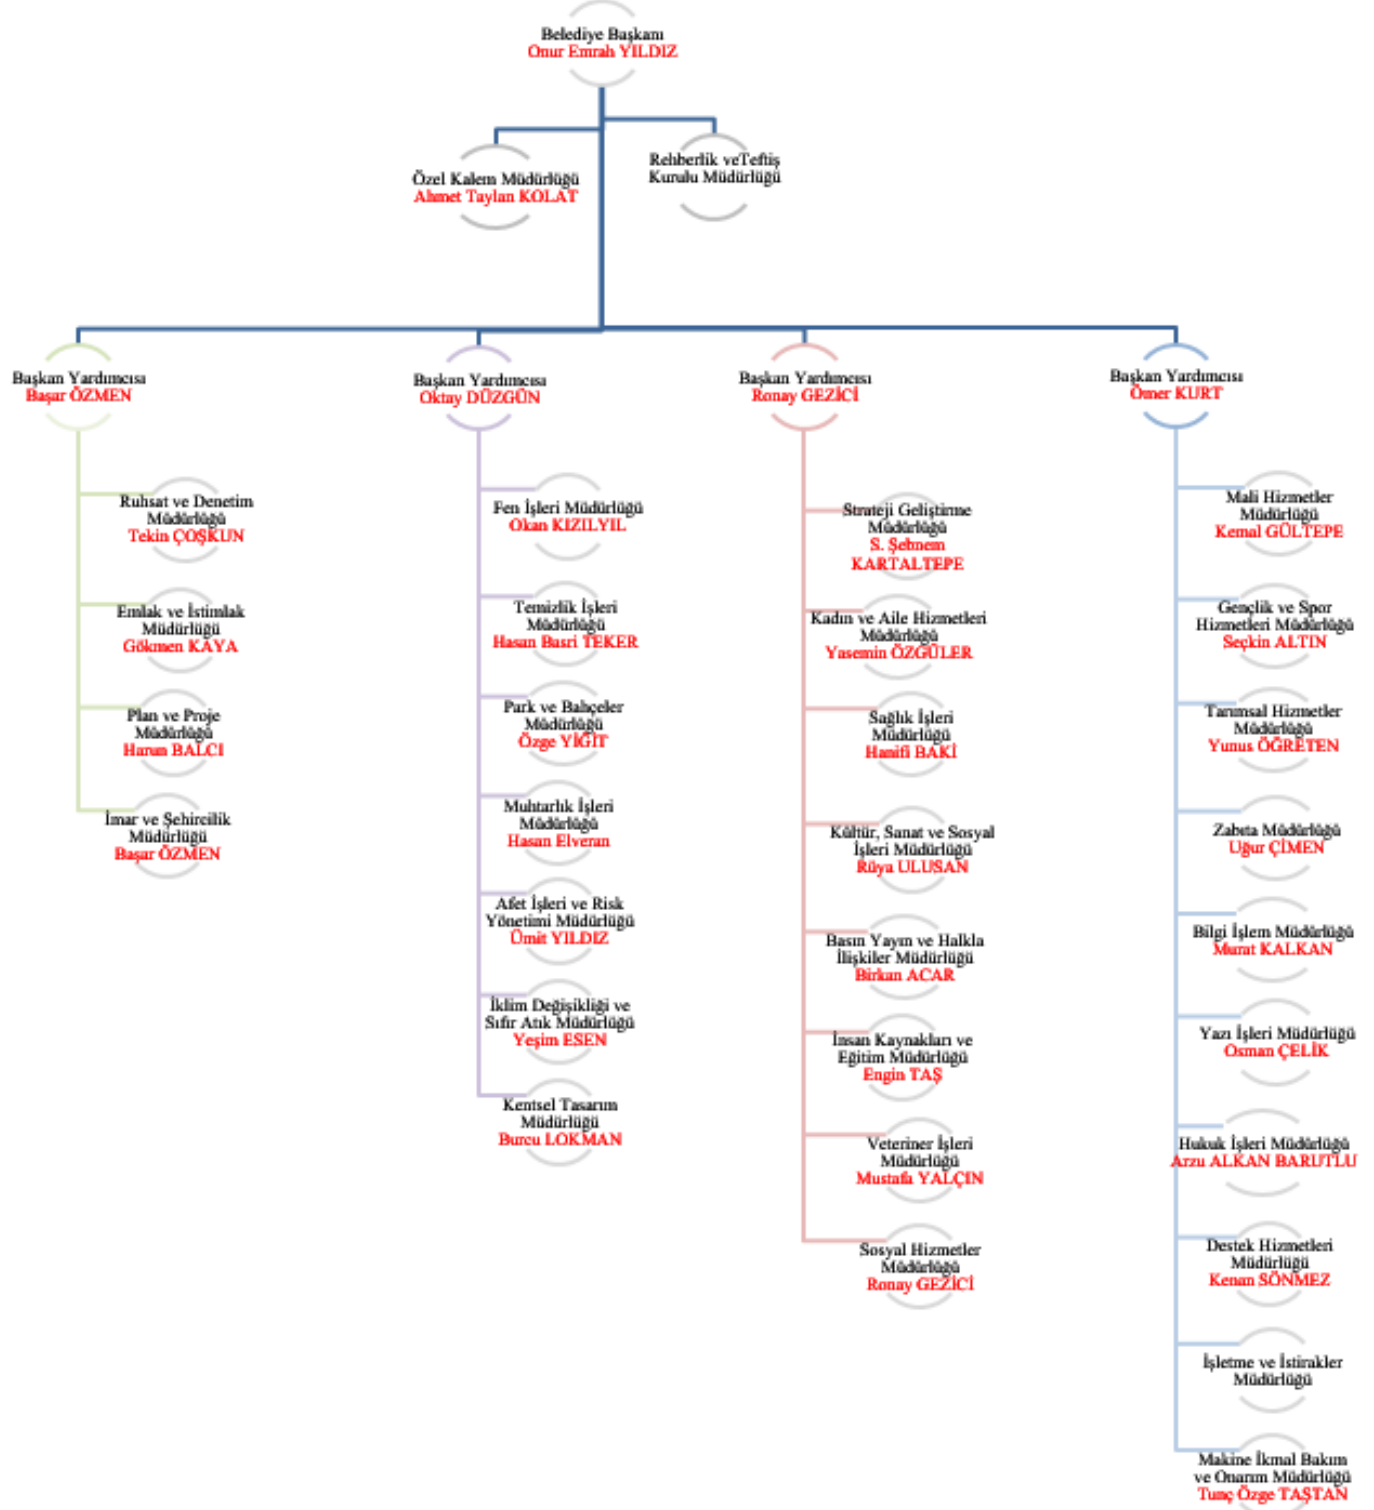 Belediye Başkanı
Onur Emrah YILDIZ
Özel Kalem Müdürlüğü
Ahmet Taylan KOLAT
Rehberlik veTeftiş
Kurulu Müdürlüğü
Başkan Yardımcısı
Başar ÖZMEN
Ruhsat ve Denetim
Müdürlüğü
Tekin ÇOŞKUN
Emlak ve İstimlak
Müdürlüğü
Gökmen KAYA
Plan ve Proje
Müdürlüğü
Harun BALCI
İmar ve Şehircilik
Müdürlüğü
Başar ÖZMEN
Başkan Yardımcısı
Oktay DÜZGÜN
Fen İşleri Müdürlüğü
Okan KIZILYIL
Temizlik İşleri
Müdürlüğü
Hasan Basri TEKER
Park ve Bahçeler
Müdürlüğü
Özge YİĞİT
Muhtarlık İşleri
Müdürlüğü
Hasan Elveran
Afet İşleri ve Risk
Yönetimi Müdürlüğü
Ümit YILDIZ
İklim Değişikliği ve
Sıfır Atık Müdürlüğü
Yeşim ESEN
Kentsel Tasarım
Müdürlüğü
Burcu LOKMAN
Başkan Yardımcısı
Ronay GEZİCİ
Strateji Geliştirme
Müdürlüğü
S. Şebnem
KARTALTEPE
Kadın ve Aile Hizmetleri
Müdürlüğü
Yasemin ÖZGÜLER
Sağlık İşleri
Müdürlüğü
Hanifi BAKİ
Kültür, Sanat ve Sosyal
İşleri Müdürlüğü
Rüya ULUSAN
Basın Yayın ve Halkla
İlişkiler Müdürlüğü
Birkan ACAR
İnsan Kaynakları ve
Eğitim Müdürlüğü
Engin TAŞ
Veteriner İşleri
Müdürlüğü
Mustafa YALÇIN
Sosyal Hizmetler
Müdürlüğü
Ronay GEZİCİ
Başkan Yardımcısı
Ömer KURT
Mali Hizmetler
Müdürlüğü
Kemal GÜLTEPE
Gençlik ve Spor
Hizmetleri Müdürlüğü
Seçkin ALTIN
Tarımsal Hizmetler
Müdürlüğü
Yunus ÖĞRETEN
Zabıta Müdürlüğü
Uğur ÇİMEN
Bilgi İşlem Müdürlüğü
Murat KALKAN
Yazı İşleri Müdürlüğü
Osman ÇELİK
Hukuk İşleri Müdürlüğü
Arzu ALKAN BARUTLU
Destek Hizmetleri
Müdürlüğü
Kenan SÖNMEZ
İşletme ve İstirakler
Müdürlüğü
Makine İkmal Bakım
ve Onarım Müdürlüğü
Tunç Özge TAŞTAN